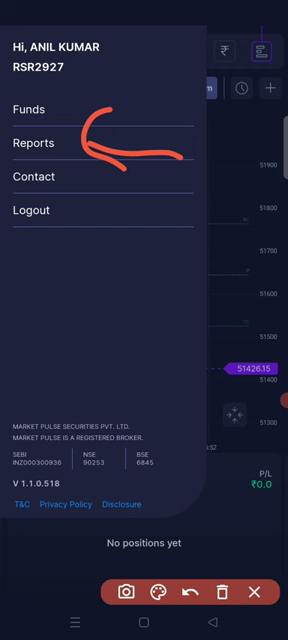 Hi, ANIL KUMAR
RSR2927
Funds
Reports
Contact
Logout
51900
51800
51700
51600
51500
51426.15
51400
51300
:52
MARKET PULSE SECURITIES PVT. LTD.
MARKET PULSE IS A REGISTERED BROKER.
SEBI NSE BSE
INZ000300936 90253 6845
V 1.1.0.518
T&C Privacy Policy Disclosure
P/L
₹0.0
No positions yet